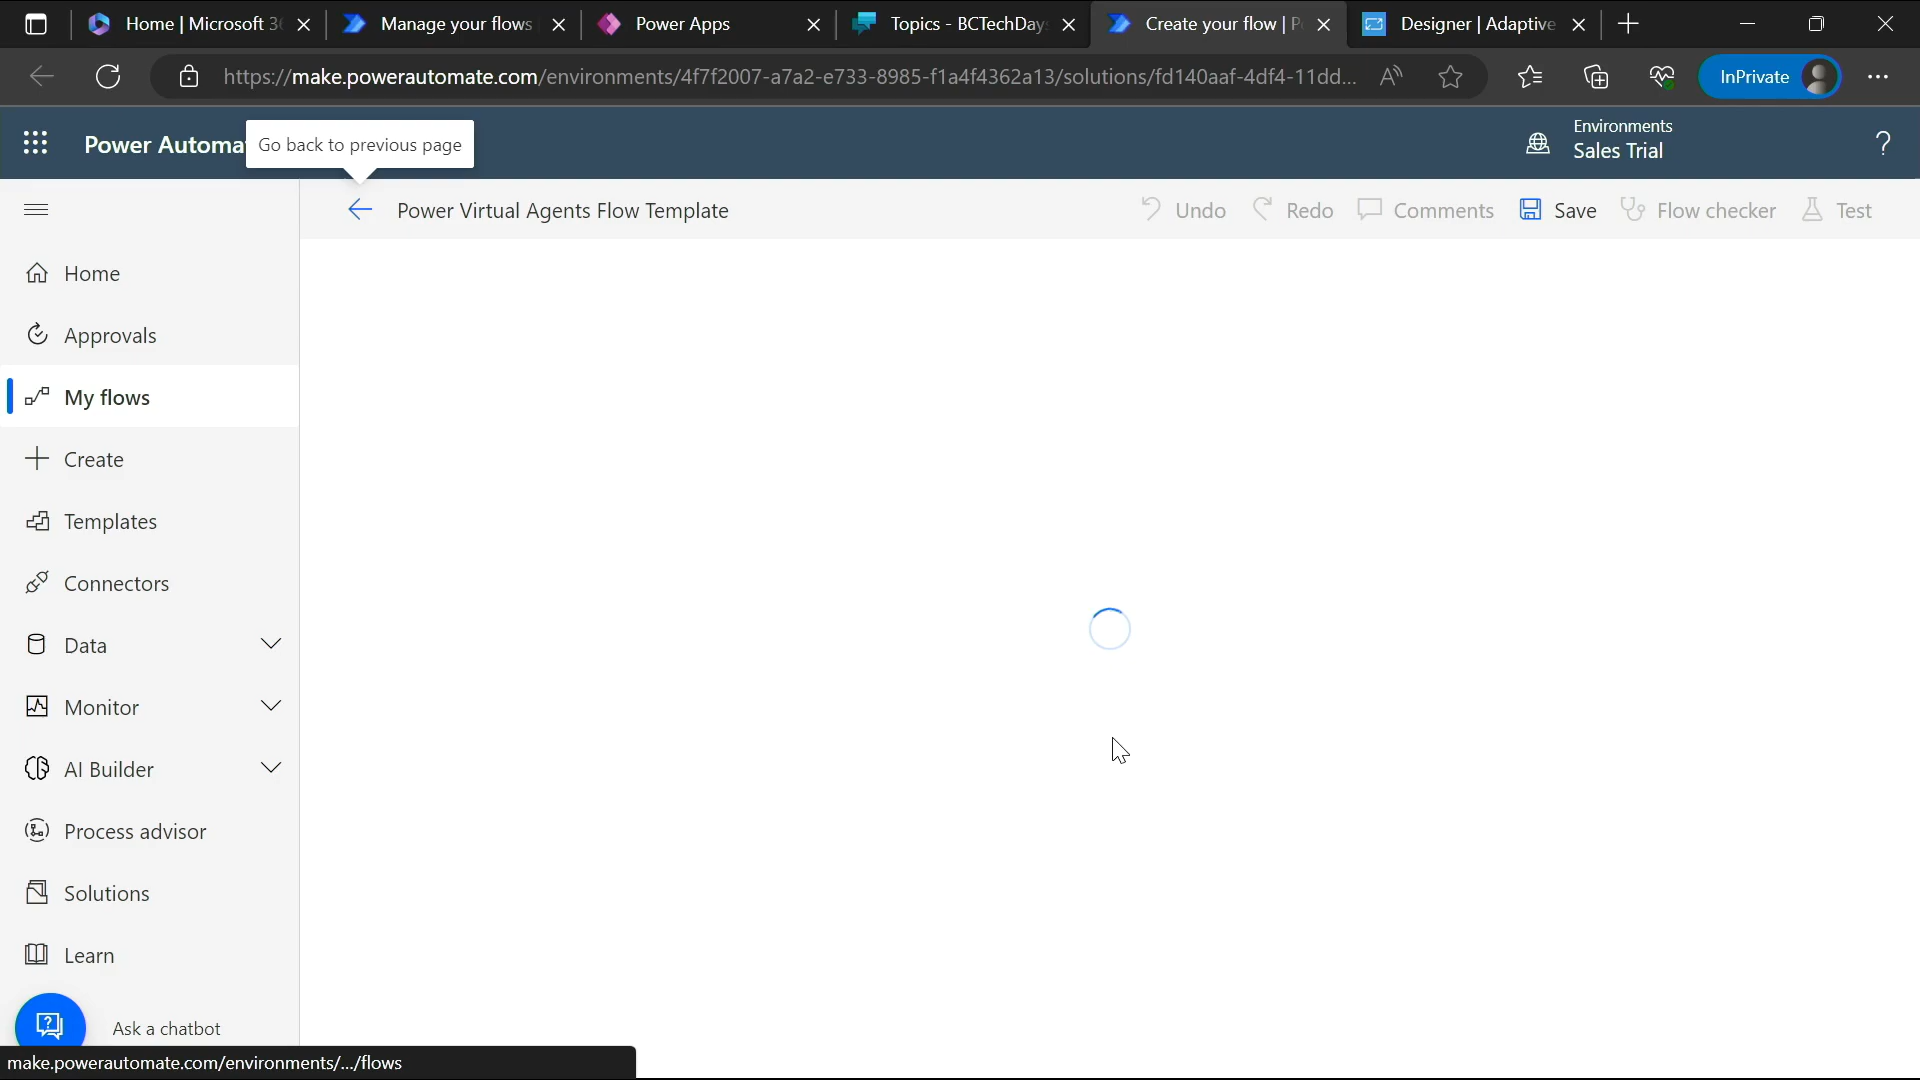 Home | Microsoft 36
Manage your flows
Power Apps
Topics - BCTechDay
Create your flow | P
Designer | Adaptive
https://make.powerautomate.com/environments/4f7f2007-a7a2-e733-8985-f1a4f4362a13/solutions/fd140aaf-4df4-11dd...
InPrivate
Power Automa
Go back to previous page
Environments
Sales Trial
Power Virtual Agents Flow Template
Undo
Redo
Comments
Save
Flow checker
Test
Home
Approvals
My flows
Create
Templates
Connectors
Data
Monitor
AI Builder
Process advisor
Solutions
Learn
Ask a chatbot
make.powerautomate.com/environments/.../flows